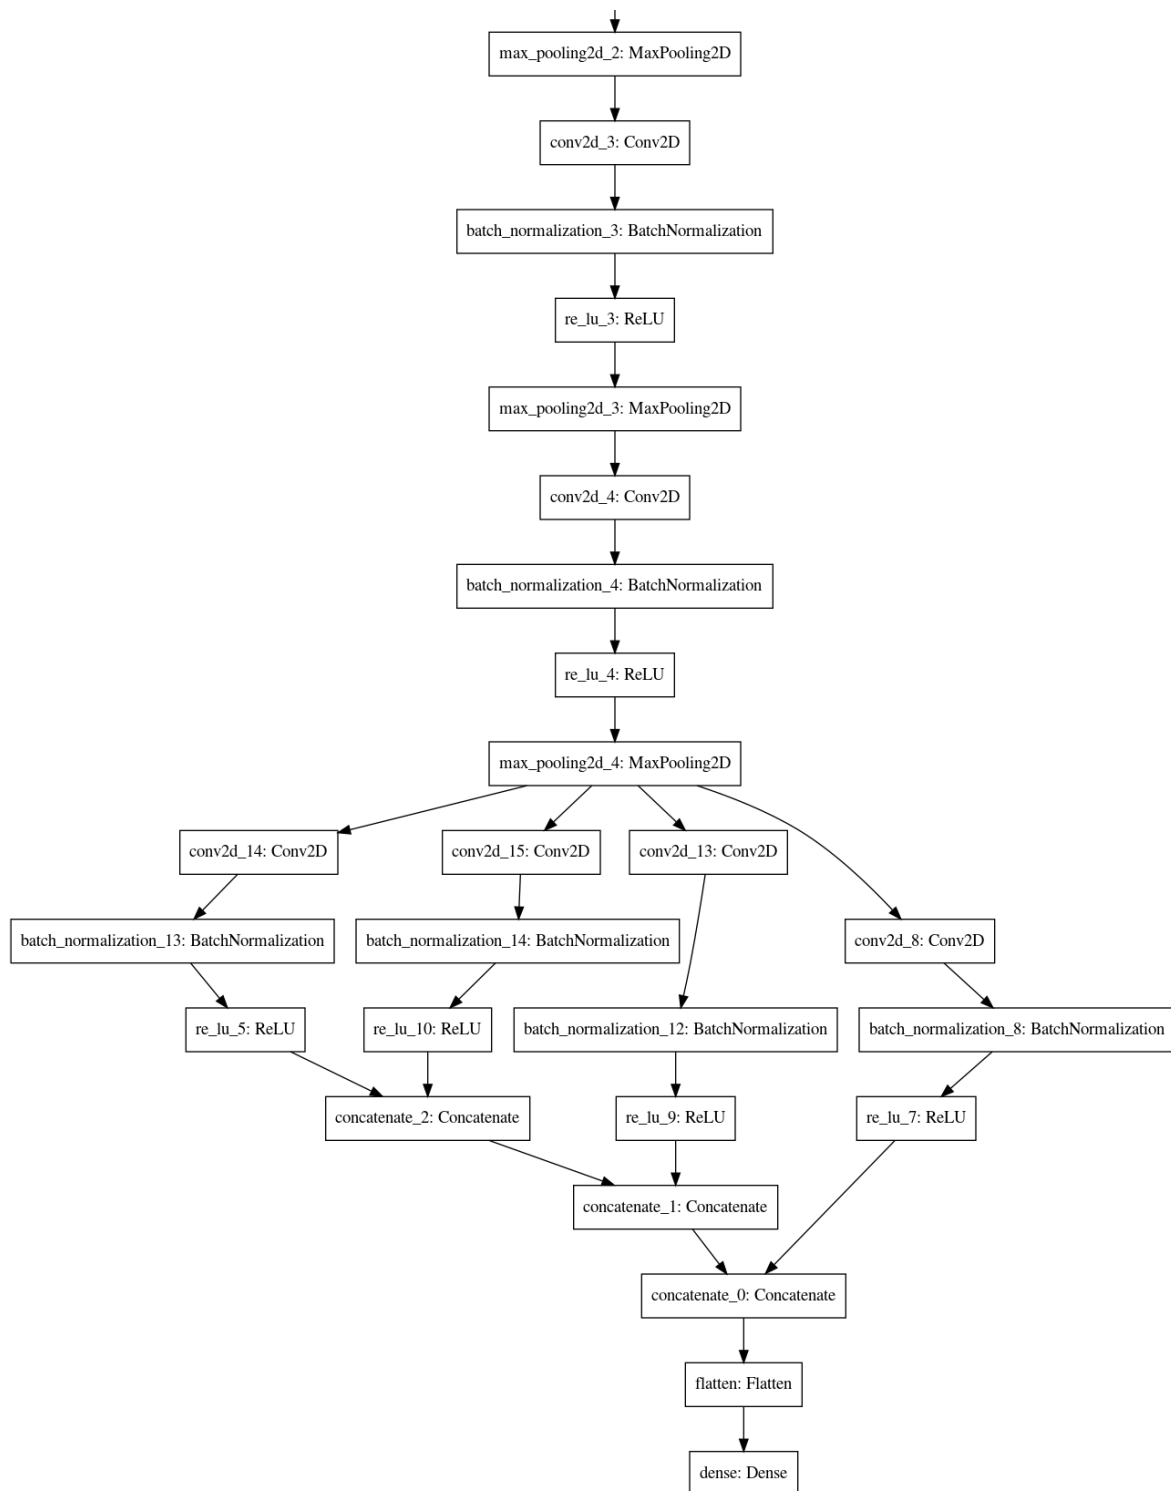 max_pooling2d_2: MaxPooling2D
conv2d_3: Conv2D
batch_normalization_3: BatchNormalization
re_lu_3: ReLU
max_pooling2d_3: MaxPooling2D
conv2d_4: Conv2D
batch_normalization_4: BatchNormalization
re_lu_4: ReLU
max_pooling2d_4: MaxPooling2D
conv2d_14: Conv2D
conv2d_15: Conv2D
conv2d_13: Conv2D
batch_normalization_13: BatchNormalization
batch_normalization_14: BatchNormalization
conv2d_8: Conv2D
re_lu_5: ReLU
re_lu_10: ReLU
batch_normalization_12: BatchNormalization
batch_normalization_8: BatchNormalization
concatenate_2: Concatenate
re_lu_9: ReLU
re_lu_7: ReLU
concatenate_1: Concatenate
concatenate_0: Concatenate
flatten: Flatten
dense: Dense